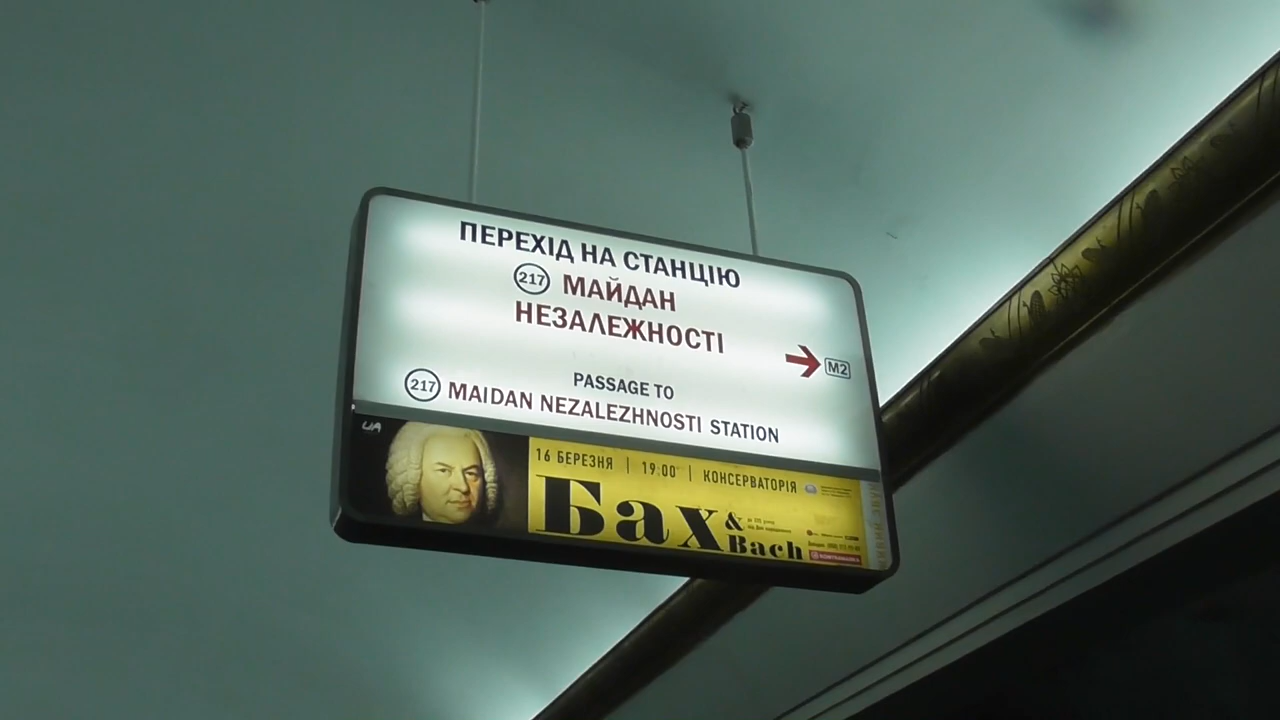 ПЕРЕХІД НА СТАНЦІЮ
217 МАЙДАН
НЕЗАЛЕЖНОСТІ
M2
PASSAGE TO
217 MAIDAN NEZALEZHNOSTI STATION
UA
16 БЕРЕЗНЯ | 19:00 | КОНСЕРВАТОРІЯ
Бах
&
Bach